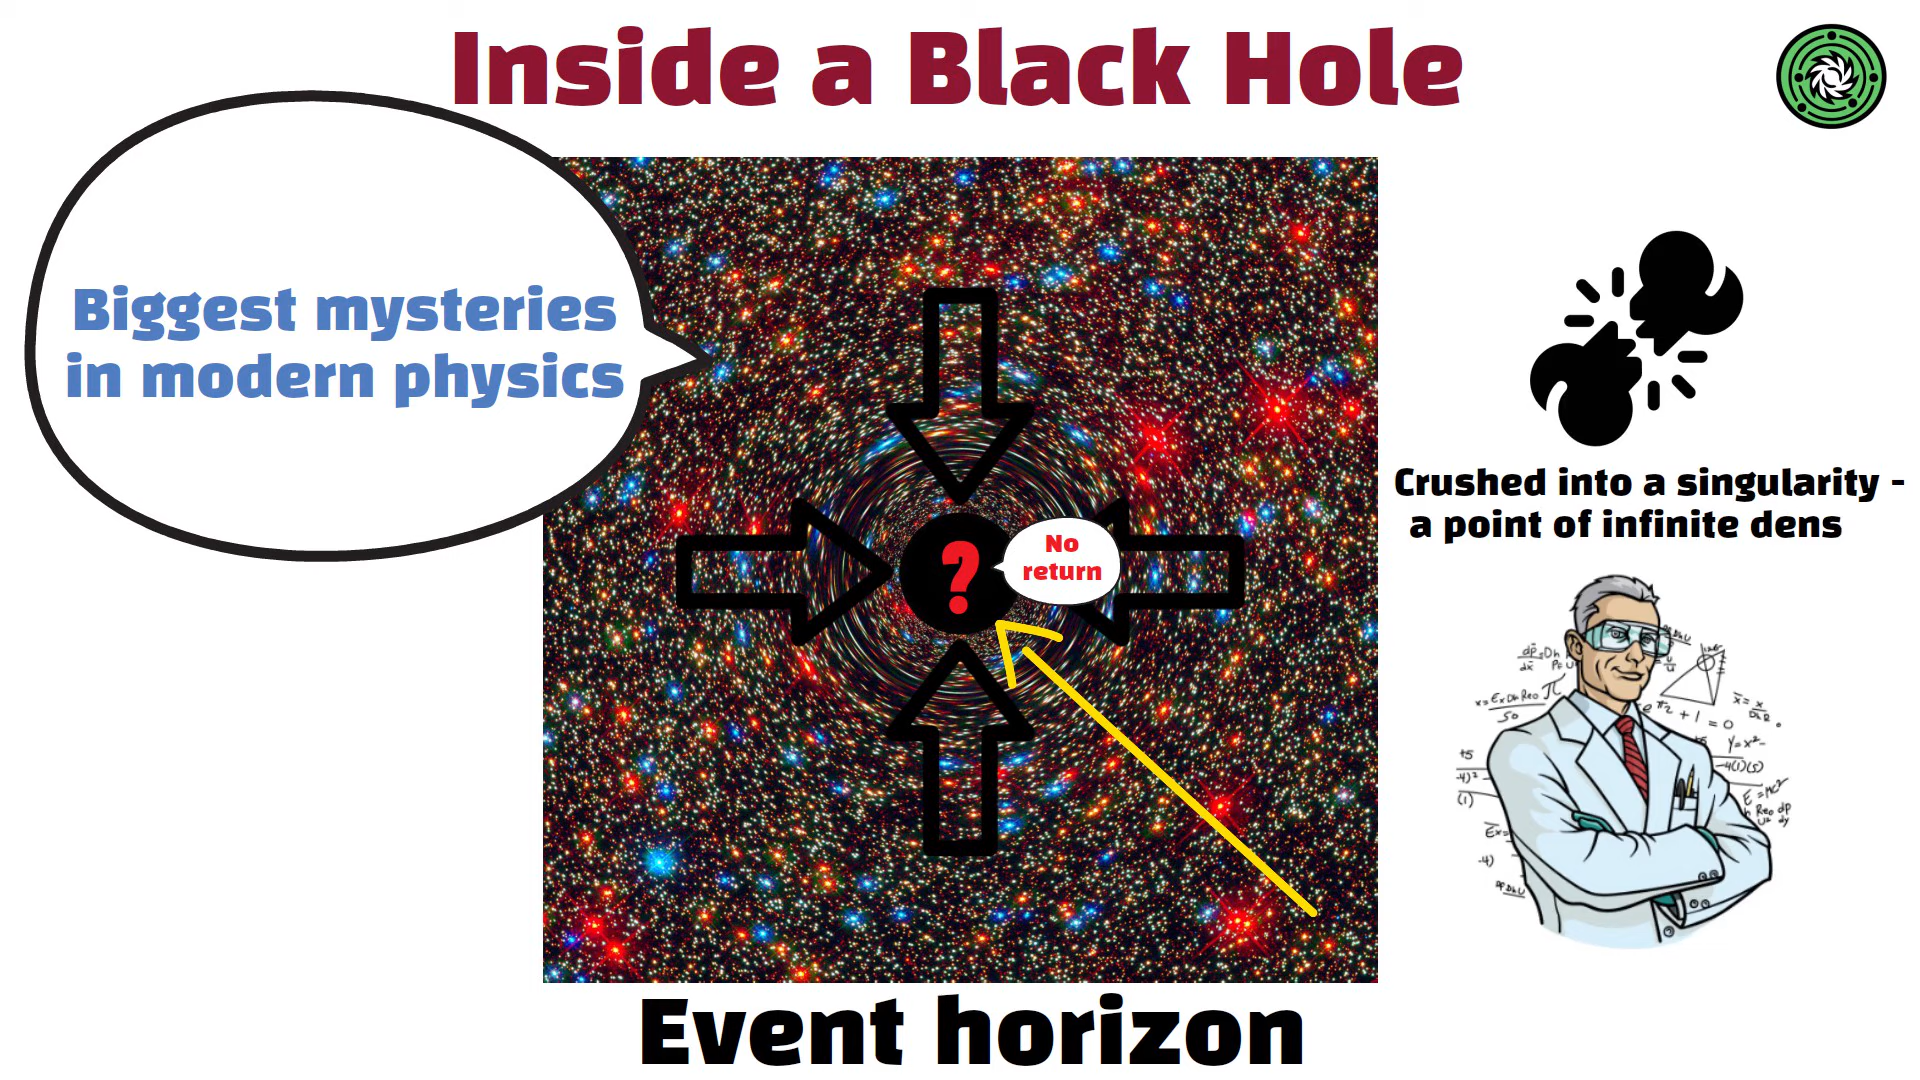 Inside a Black Hole
Biggest mysteries
in modern physics
?
No
return
Crushed into a singularity -
a point of infinite dens
Event horizon